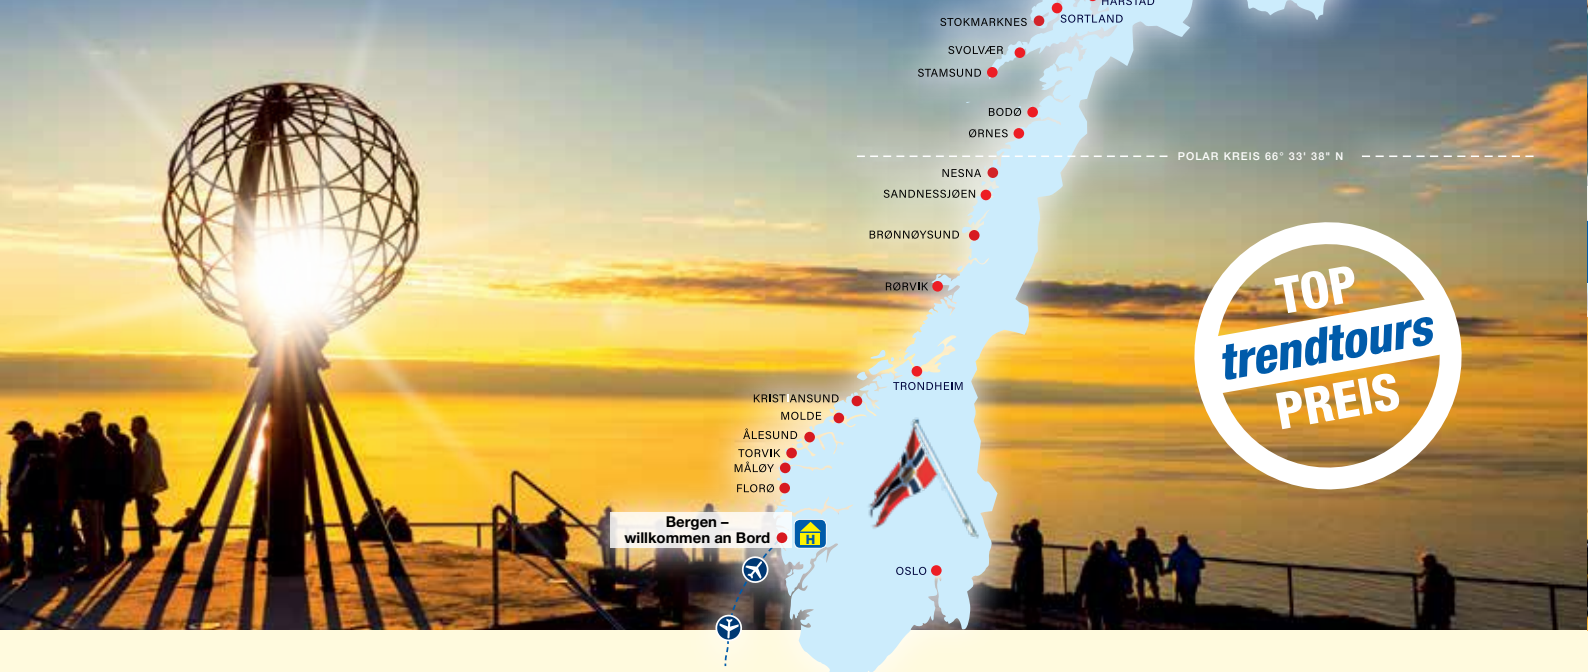 HARSTAD
SORTLAND
STOKMARKNES
SVOLVÆR
STAMSUND
BODØ
ØRNES
POLAR KREIS 66° 33' 38" N
NESNA
SANDNESSJØEN
BRØNNØYSUND
RØRVIK
TOP
trendtours
PREIS
TRONDHEIM
KRISTIANSUND
MOLDE
ÅLESUND
TORVIK
MÅLØY
FLORØ
Bergen –
willkommen an Bord
H
OSLO